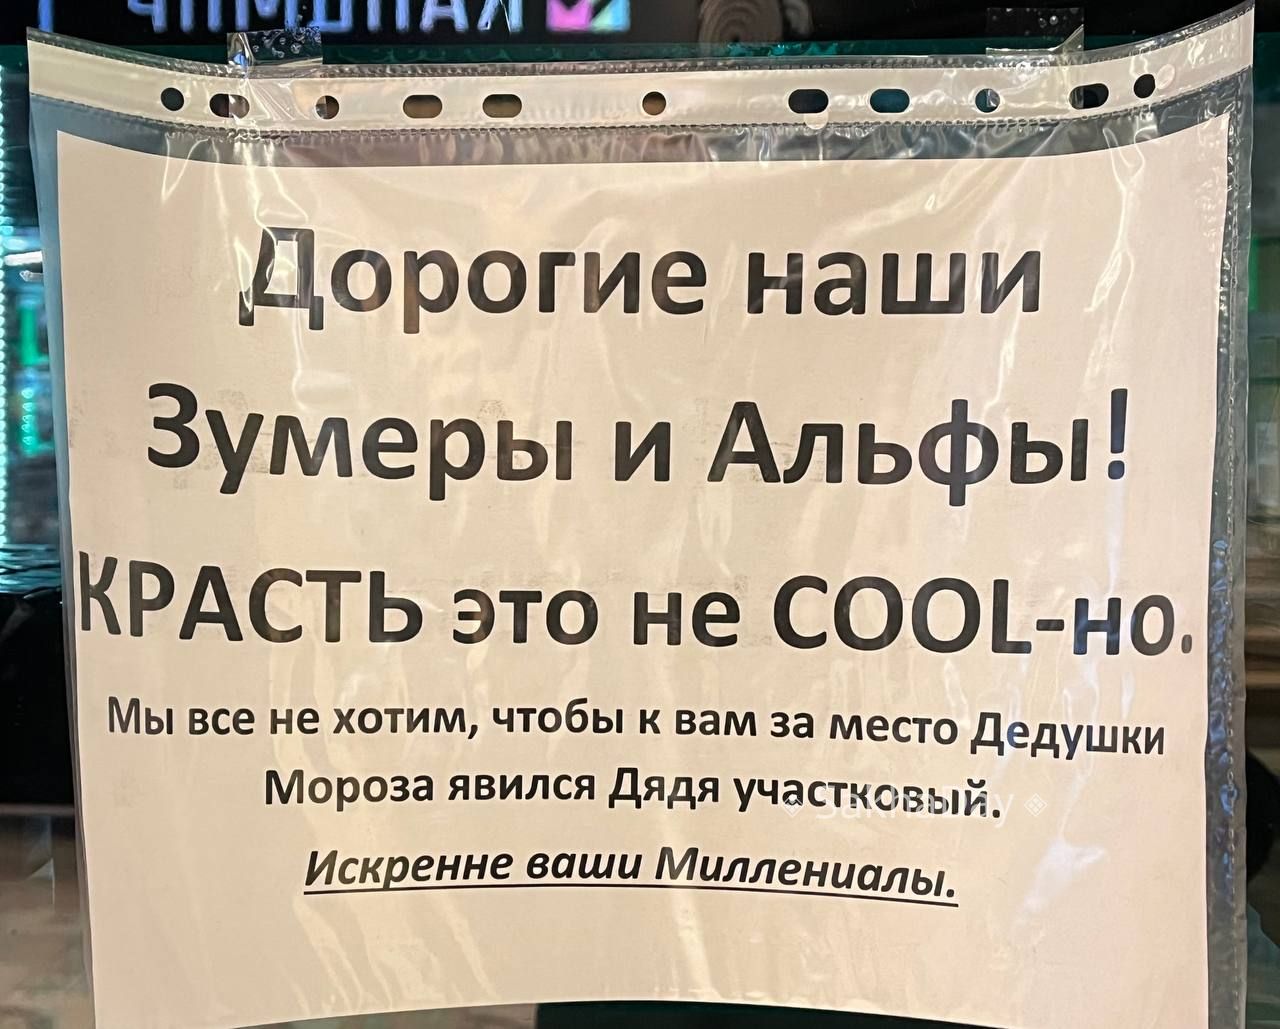 Дорогие наши
Зумеры и Альфы!
КРАСТЬ это не COOL-но.
Мы все не хотим, чтобы к вам за место Дедушки
Мороза явился Дядя участковый.
SakhaDay
Искренне ваши Миллениалы.